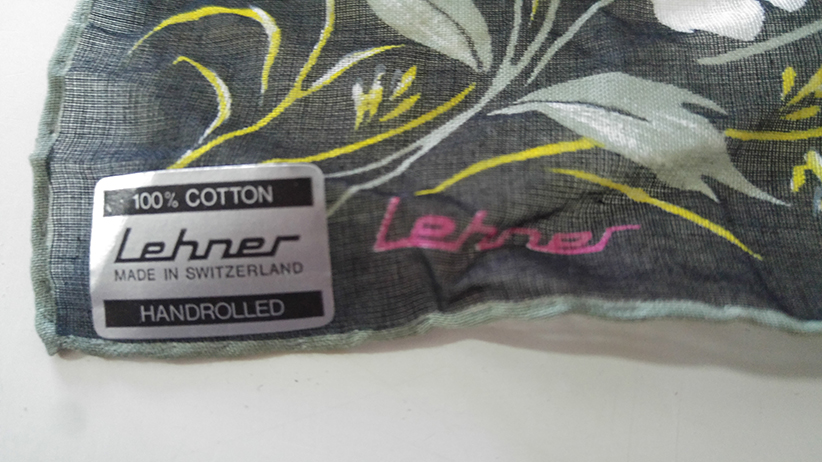 100% COTTON
Lehner
MADE IN SWITZERLAND
HANDROLLED
Lehner